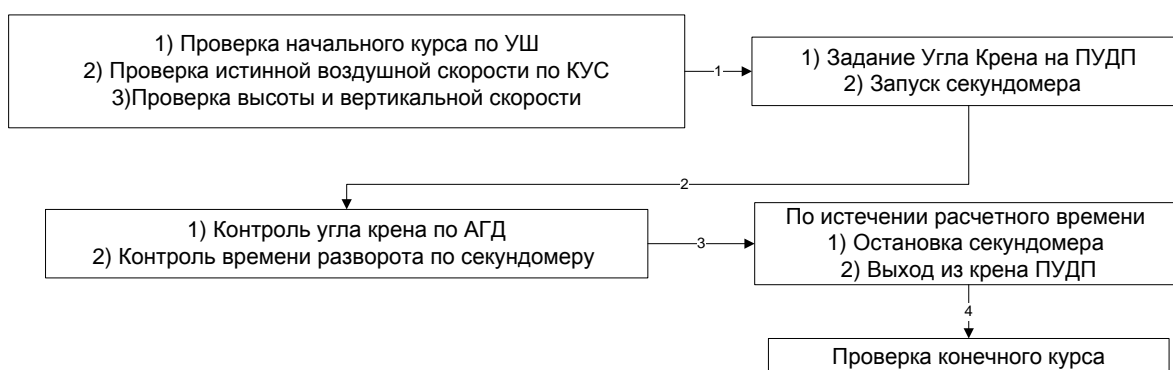 1) Проверка начального курса по УШ
2) Проверка истинной воздушной скорости по КУС
3)Проверка высоты и вертикальной скорости
1
1) Задание Угла Крена на ПУДП
2) Запуск секундомера
2
1) Контроль угла крена по АГД
2) Контроль времени разворота по секундомеру
3
По истечении расчетного времени
1) Остановка секундомера
2) Выход из крена ПУДП
4
Проверка конечного курса